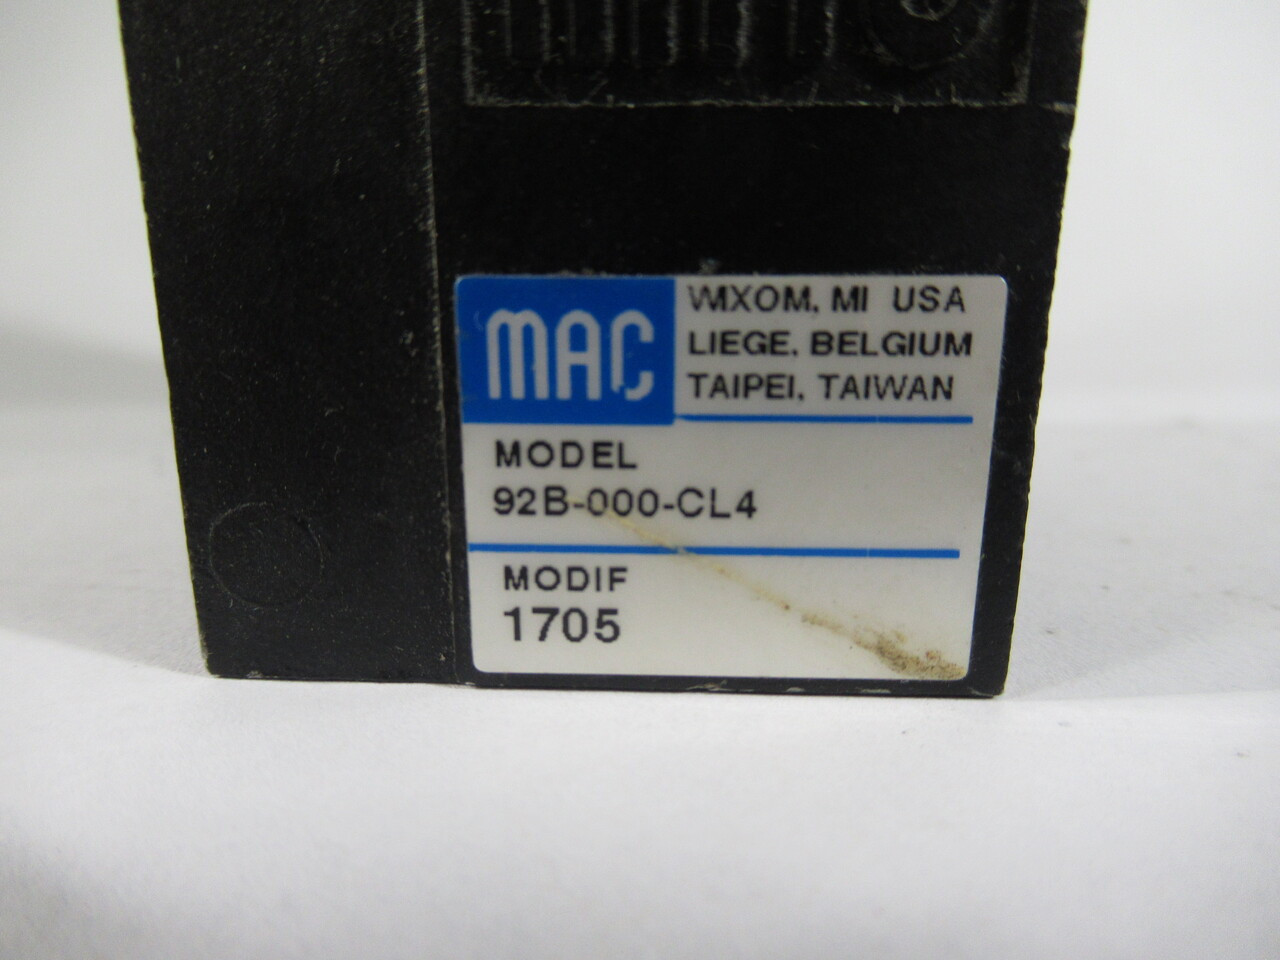 MAC
WIXOM, MI USA
LIEGE, BELGIUM
TAIPEI, TAIWAN
MODEL
92B-000-CL4
MODIF
1705